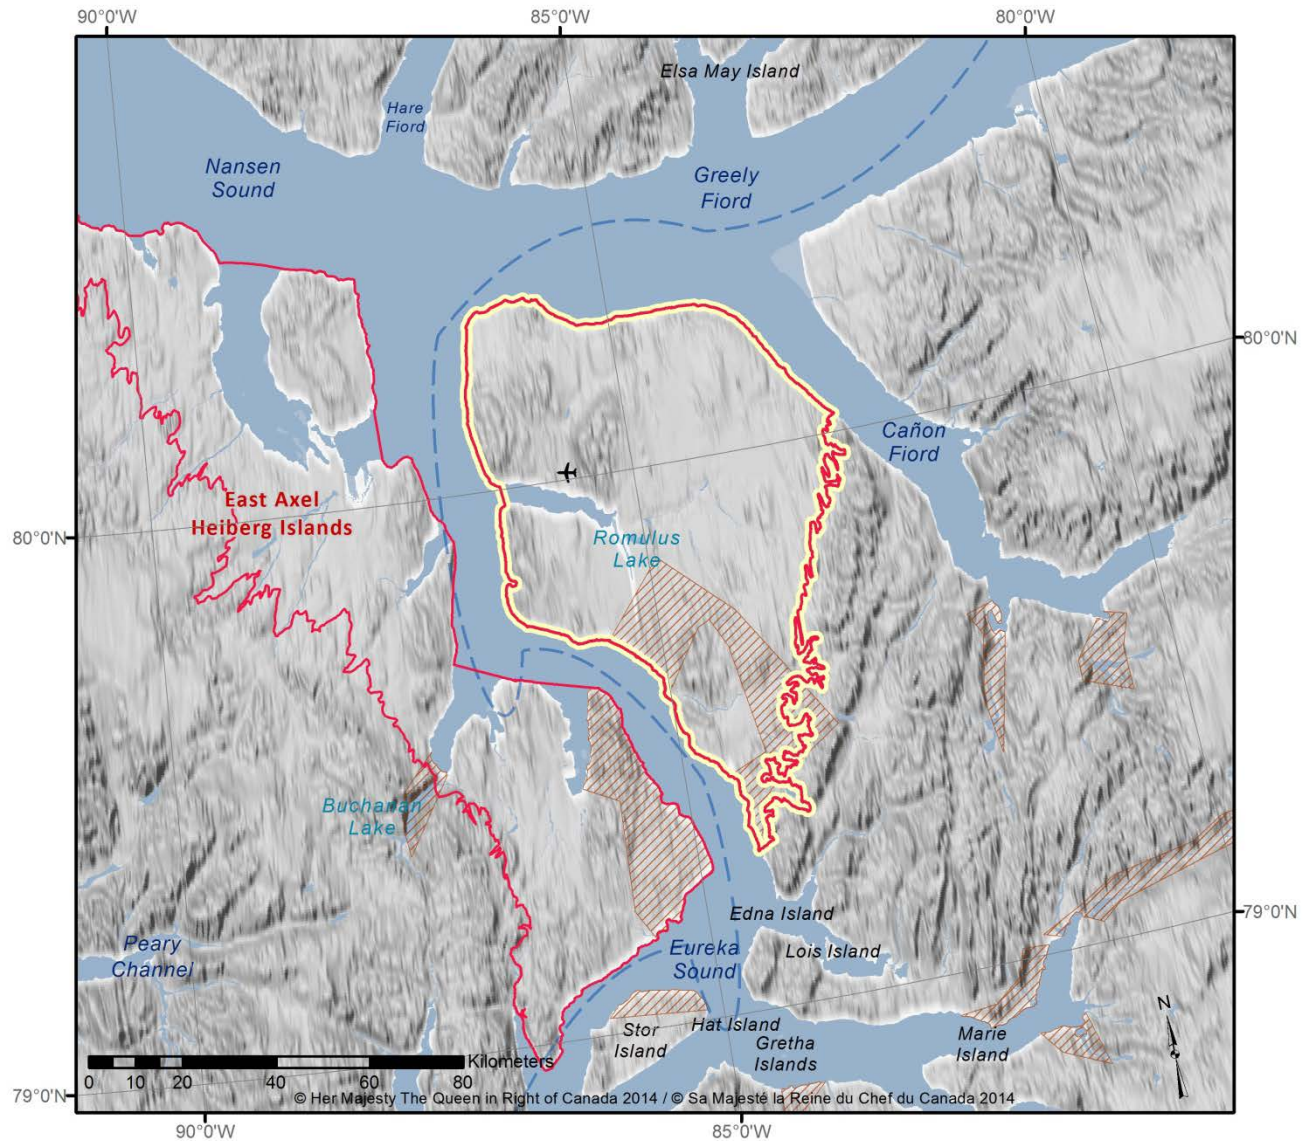 90°0'W 85°0'W 80°0'W
Elsa May Island
Hare
Fiord
Nansen
Sound
Greely
Fiord
80°0'N
Cañon
Fiord
East Axel
Heiberg Islands
80°0'N
Romulus
Lake
Buchanan
Lake
79°0'N
Edna Island
Peary
Channel
Eureka
Sound
Lois Island
N
Stor
Island
Hat Island
Gretha
Islands
Marie
Island
Kilometers
0 10 20 40 60 80
79°0'N
© Her Majesty The Queen in Right of Canada 2014 / © Sa Majesté la Reine du Chef du Canada 2014
90°0'W 85°0'W